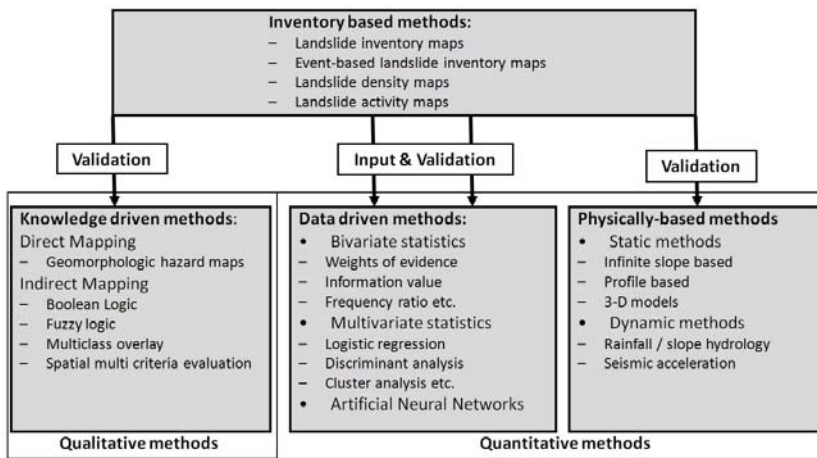 Inventory based methods:
– Landslide inventory maps
– Event-based landslide inventory maps
– Landslide density maps
– Landslide activity maps
Validation
Input & Validation
Validation
Knowledge driven methods:
Direct Mapping
– Geomorphologic hazard maps
Indirect Mapping
– Boolean Logic
– Fuzzy logic
– Multiclass overlay
– Spatial multi criteria evaluation
Data driven methods:
• Bivariate statistics
– Weights of evidence
– Information value
– Frequency ratio etc.
• Multivariate statistics
– Logistic regression
– Discriminant analysis
– Cluster analysis etc.
• Artificial Neural Networks
Physically-based methods
• Static methods
– Infinite slope based
– Profile based
– 3-D models
• Dynamic methods
– Rainfall / slope hydrology
– Seismic acceleration
Qualitative methods
Quantitative methods